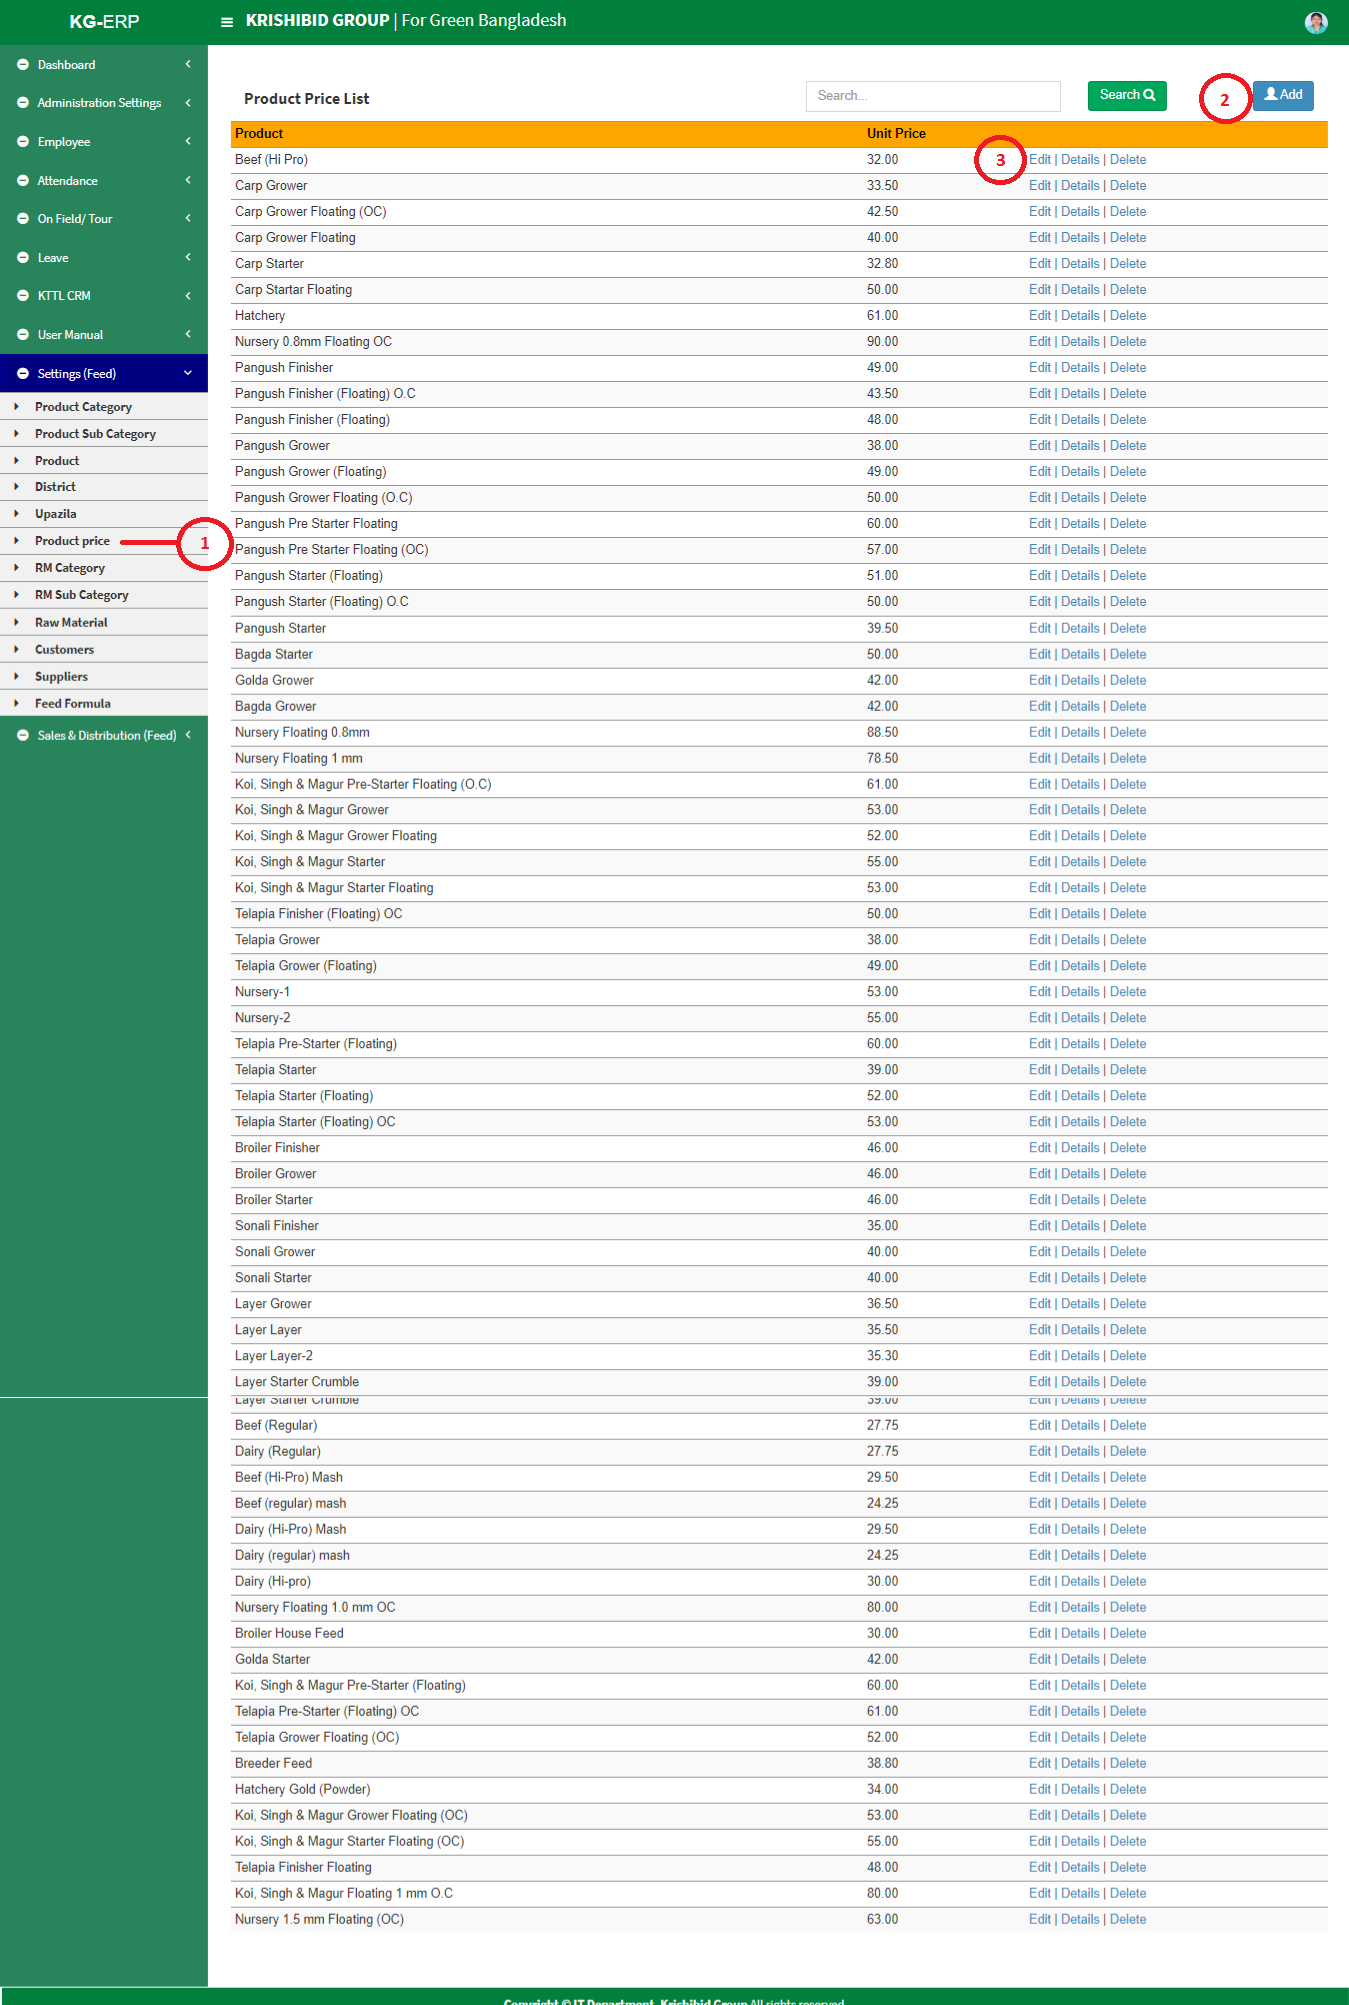 KG-ERP
KRISHIBID GROUP | For Green Bangladesh
Dashboard
Administration Settings
Employee
Attendance
On Field/ Tour
Leave
KTTL CRM
User Manual
Settings (Feed)
Product Category
Product Sub Category
Product
District
Upazila
Product price
RM Category
RM Sub Category
Raw Material
Customers
Suppliers
Feed Formula
Sales & Distribution (Feed)
1
Product Price List
Search...
Search
2
Add
Product Unit Price
Beef (Hi Pro) 32.00 3 Edit | Details | Delete
Carp Grower 33.50 Edit | Details | Delete
Carp Grower Floating (OC) 42.50 Edit | Details | Delete
Carp Grower Floating 40.00 Edit | Details | Delete
Carp Starter 32.80 Edit | Details | Delete
Carp Startar Floating 50.00 Edit | Details | Delete
Hatchery 61.00 Edit | Details | Delete
Nursery 0.8mm Floating OC 90.00 Edit | Details | Delete
Pangush Finisher 49.00 Edit | Details | Delete
Pangush Finisher (Floating) O.C 43.50 Edit | Details | Delete
Pangush Finisher (Floating) 48.00 Edit | Details | Delete
Pangush Grower 38.00 Edit | Details | Delete
Pangush Grower (Floating) 49.00 Edit | Details | Delete
Pangush Grower Floating (O.C) 50.00 Edit | Details | Delete
Pangush Pre Starter Floating 60.00 Edit | Details | Delete
Pangush Pre Starter Floating (OC) 57.00 Edit | Details | Delete
Pangush Starter (Floating) 51.00 Edit | Details | Delete
Pangush Starter (Floating) O.C 50.00 Edit | Details | Delete
Pangush Starter 39.50 Edit | Details | Delete
Bagda Starter 50.00 Edit | Details | Delete
Golda Grower 42.00 Edit | Details | Delete
Bagda Grower 42.00 Edit | Details | Delete
Nursery Floating 0.8mm 88.50 Edit | Details | Delete
Nursery Floating 1 mm 78.50 Edit | Details | Delete
Koi, Singh & Magur Pre-Starter Floating (O.C) 61.00 Edit | Details | Delete
Koi, Singh & Magur Grower 53.00 Edit | Details | Delete
Koi, Singh & Magur Grower Floating 52.00 Edit | Details | Delete
Koi, Singh & Magur Starter 55.00 Edit | Details | Delete
Koi, Singh & Magur Starter Floating 53.00 Edit | Details | Delete
Telapia Finisher (Floating) OC 50.00 Edit | Details | Delete
Telapia Grower 38.00 Edit | Details | Delete
Telapia Grower (Floating) 49.00 Edit | Details | Delete
Nursery-1 53.00 Edit | Details | Delete
Nursery-2 55.00 Edit | Details | Delete
Telapia Pre-Starter (Floating) 60.00 Edit | Details | Delete
Telapia Starter 39.00 Edit | Details | Delete
Telapia Starter (Floating) 52.00 Edit | Details | Delete
Telapia Starter (Floating) OC 53.00 Edit | Details | Delete
Broiler Finisher 46.00 Edit | Details | Delete
Broiler Grower 46.00 Edit | Details | Delete
Broiler Starter 46.00 Edit | Details | Delete
Sonali Finisher 35.00 Edit | Details | Delete
Sonali Grower 40.00 Edit | Details | Delete
Sonali Starter 40.00 Edit | Details | Delete
Layer Grower 36.50 Edit | Details | Delete
Layer Layer 35.50 Edit | Details | Delete
Layer Layer-2 35.30 Edit | Details | Delete
Layer Starter Crumble 39.00 Edit | Details | Delete
Layer Starter Crumble 39.00 Edit | Details | Delete
Beef (Regular) 27.75 Edit | Details | Delete
Dairy (Regular) 27.75 Edit | Details | Delete
Beef (Hi-Pro) Mash 29.50 Edit | Details | Delete
Beef (regular) mash 24.25 Edit | Details | Delete
Dairy (Hi-Pro) Mash 29.50 Edit | Details | Delete
Dairy (regular) mash 24.25 Edit | Details | Delete
Dairy (Hi-pro) 30.00 Edit | Details | Delete
Nursery Floating 1.0 mm OC 80.00 Edit | Details | Delete
Broiler House Feed 30.00 Edit | Details | Delete
Golda Starter 42.00 Edit | Details | Delete
Koi, Singh & Magur Pre-Starter (Floating) 60.00 Edit | Details | Delete
Telapia Pre-Starter (Floating) OC 61.00 Edit | Details | Delete
Telapia Grower Floating (OC) 52.00 Edit | Details | Delete
Breeder Feed 38.80 Edit | Details | Delete
Hatchery Gold (Powder) 34.00 Edit | Details | Delete
Koi, Singh & Magur Grower Floating (OC) 53.00 Edit | Details | Delete
Koi, Singh & Magur Starter Floating (OC) 55.00 Edit | Details | Delete
Telapia Finisher Floating 48.00 Edit | Details | Delete
Koi, Singh & Magur Floating 1 mm O.C 80.00 Edit | Details | Delete
Nursery 1.5 mm Floating (OC) 63.00 Edit | Details | Delete
Copyright © IT Department, Krishibid Group All rights reserved